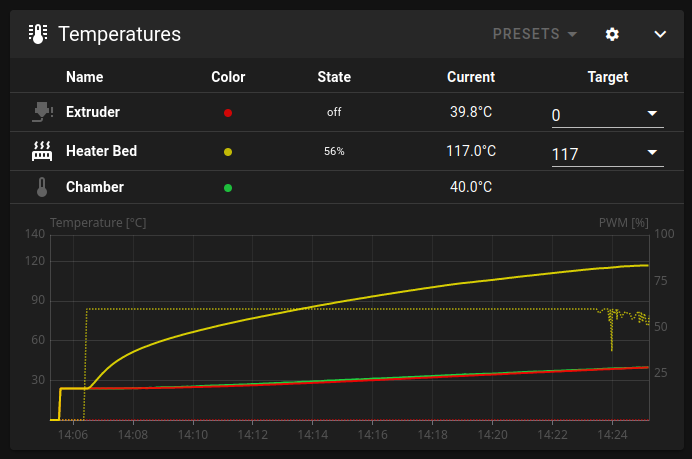 Temperatures PRESETS
Name Color State Current Target
Extruder off 39.8°C 0
Heater Bed 56% 117.0°C 117
Chamber 40.0°C
Temperature [°C] PWM [%]
140 100
120
75
90
50
60
25
30
14:06 14:08 14:10 14:12 14:14 14:16 14:18 14:20 14:22 14:24